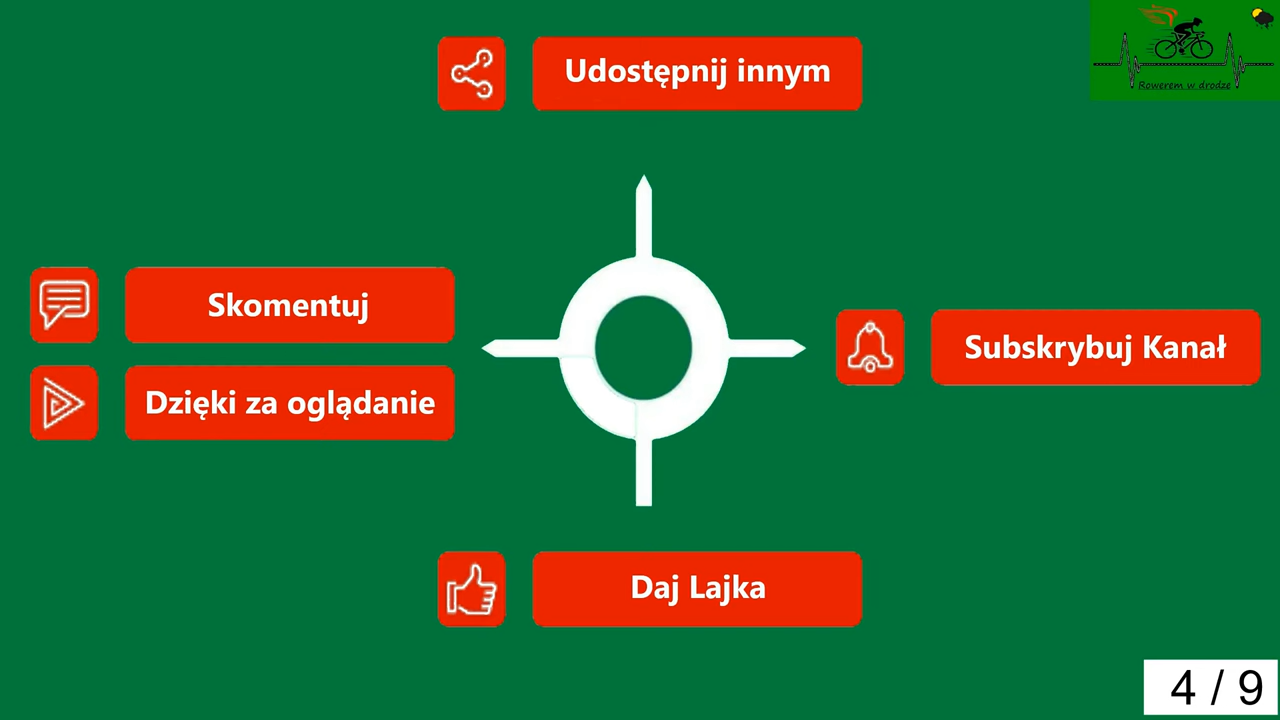 Udostępnij innym
Rowerem w drodze
Skomentuj
Dzięki za oglądanie
Subskrybuj Kanał
Daj Lajka
4 / 9